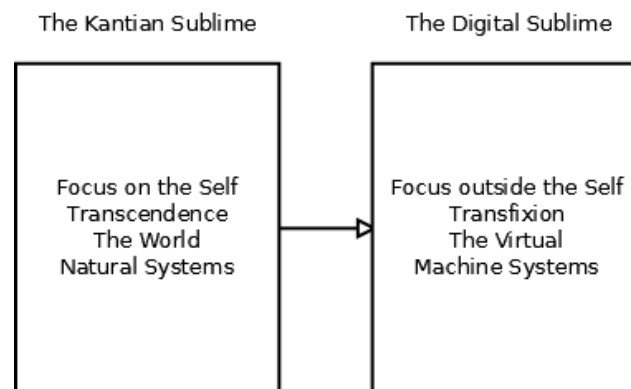 The Kantian Sublime
The Digital Sublime
Focus on the Self
Transcendence
The World
Natural Systems
Focus outside the Self
Transfixion
The Virtual
Machine Systems